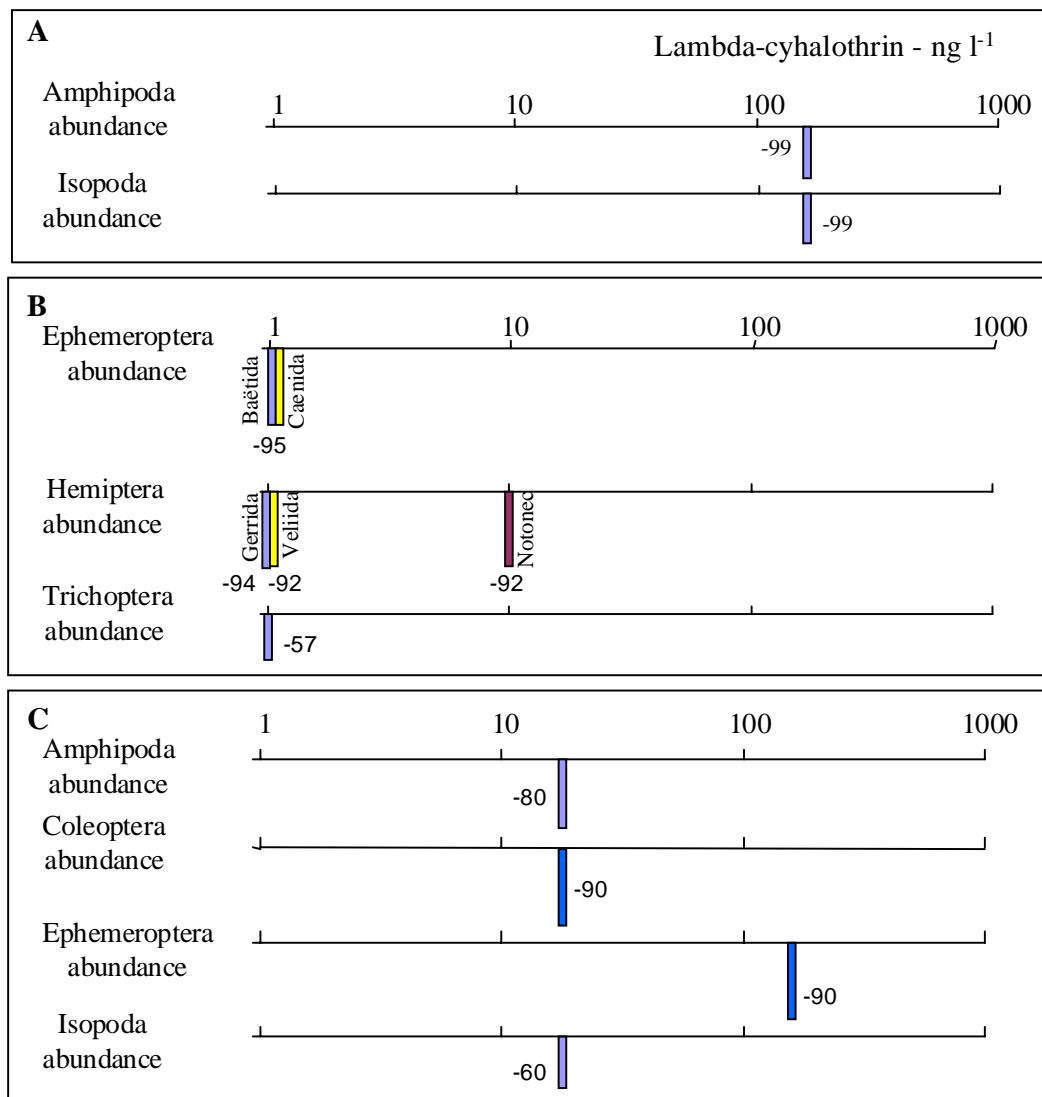 A
Lambda-cyhalothrin - ng l-1
Amphipoda
abundance
1 10 100 1000
-99
Isopoda
abundance
-99
B
Ephemeroptera
abundance
1 10 100 1000
Baëtida
Caenida
-95
Hemiptera
abundance
Gerrida
Veliida
Notonec
-94 -92 -92
Trichoptera
abundance
-57
C
1 10 100 1000
Amphipoda
abundance
-80
Coleoptera
abundance
-90
Ephemeroptera
abundance
-90
Isopoda
abundance
-60